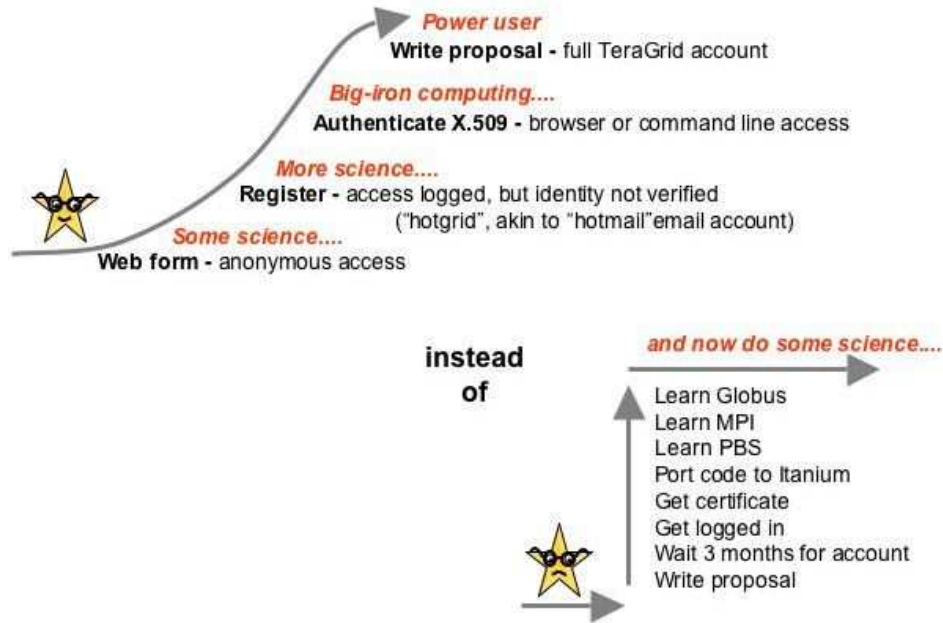 Power user
Write proposal - full TeraGrid account
Big-iron computing....
Authenticate X.509 - browser or command line access
More science....
Register - access logged, but identity not verified
("hotgrid", akin to "hotmail"email account)
Some science....
Web form - anonymous access
instead
of
and now do some science....
Learn Globus
Learn MPI
Learn PBS
Port code to Itanium
Get certificate
Get logged in
Wait 3 months for account
Write proposal